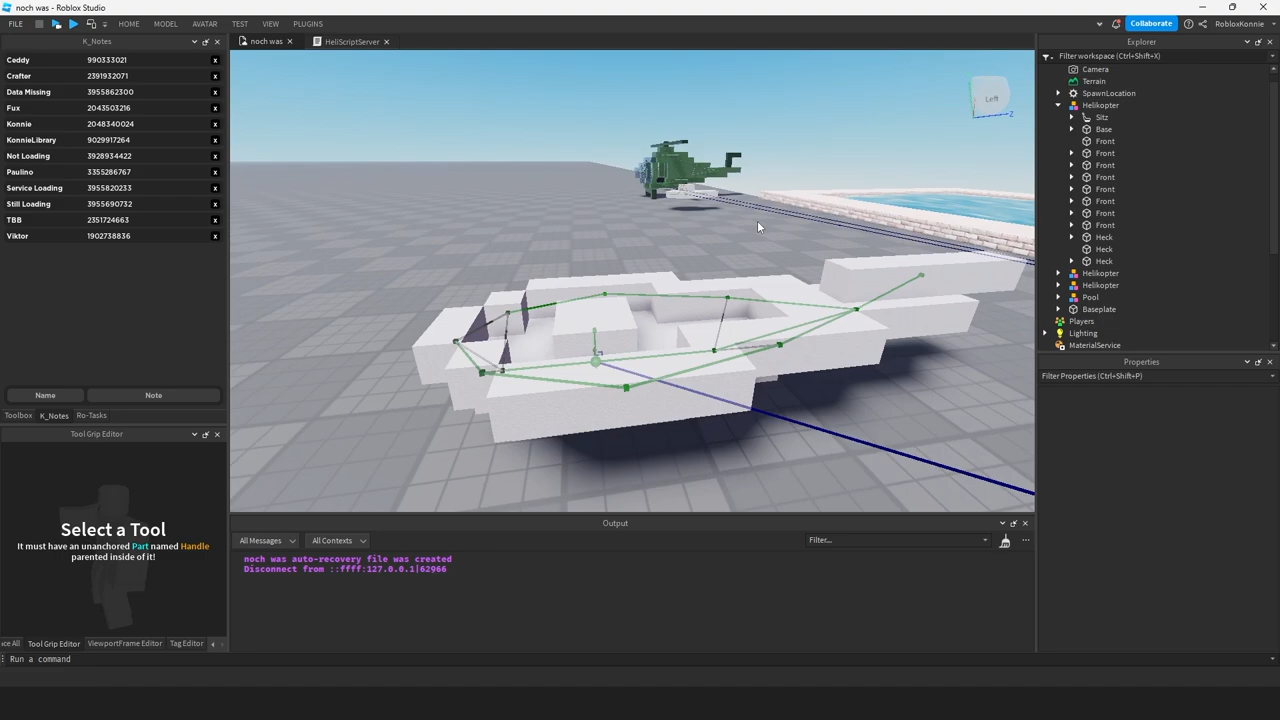 noch was - Roblox Studio
FILE HOME MODEL AVATAR TEST VIEW PLUGINS Collaborate RobloxKonnie
K_Notes
noch was HeliScriptServer
Explorer
Filter workspace (Ctrl+Shift+X)
Ceddy 990333021 x
Crafter 2391932071 x
Data Missing 3955862300 x
Fux 2043503216 x
Konnie 2048340024 x
KonnieLibrary 9029917264 x
Not Loading 3928934422 x
Paulino 3355286767 x
Service Loading 3955820233 x
Still Loading 3955690732 x
TBB 2351724663 x
Viktor 1902738836 x
Name Note
Toolbox K_Notes Ro-Tasks
Tool Grip Editor
Select a Tool
It must have an unanchored Part named Handle
parented inside of it!
ce All Tool Grip Editor ViewportFrame Editor Tag Editor
Left
Z
Camera
Terrain
SpawnLocation
Helikopter
Sitz
Base
Front
Front
Front
Front
Front
Front
Front
Front
Heck
Heck
Heck
Helikopter
Helikopter
Pool
Baseplate
Players
Lighting
MaterialService
Properties
Filter Properties (Ctrl+Shift+P)
Output
All Messages All Contexts Filter...
noch was auto-recovery file was created
Disconnect from ::ffff:127.0.0.1|62966
Run a command